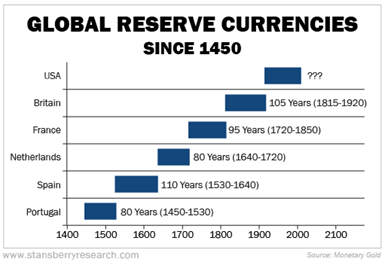 GLOBAL RESERVE CURRENCIES
SINCE 1450
USA ???
Britain 105 Years (1815-1920)
France 95 Years (1720-1850)
Netherlands 80 Years (1640-1720)
Spain 110 Years (1530-1640)
Portugal 80 Years (1450-1530)
1400 1500 1600 1700 1800 1900 2000 2100
www.stansberryresearch.com Source: Monetary Gold